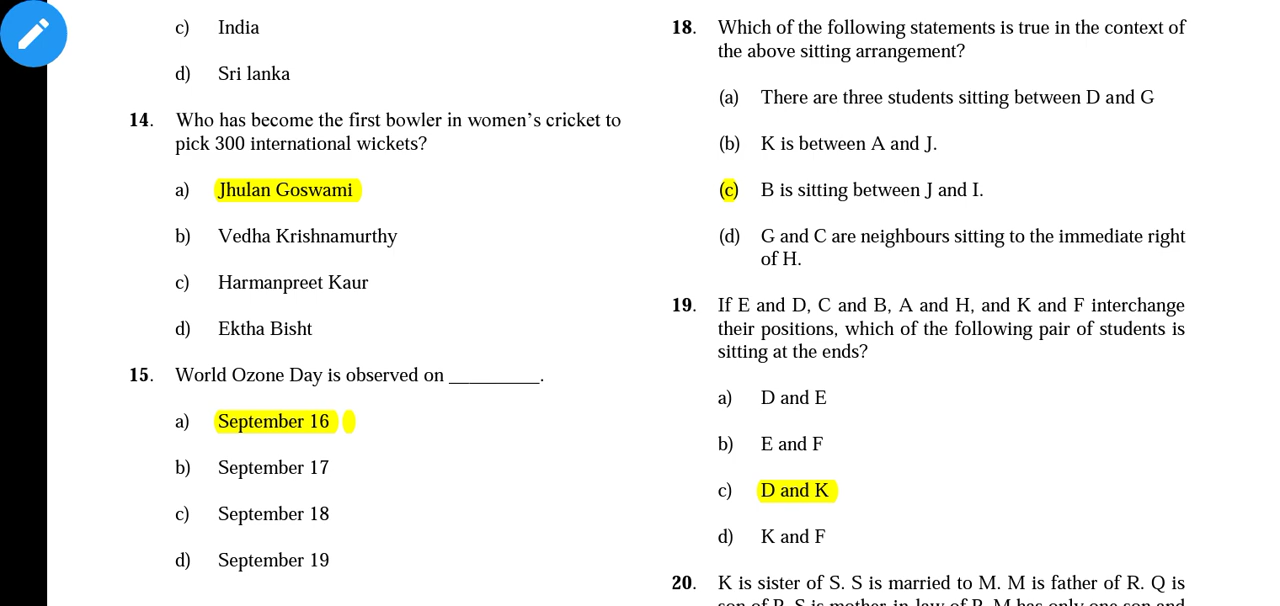 c) India
d) Sri lanka
14. Who has become the first bowler in women's cricket to
pick 300 international wickets?
a) Jhulan Goswami
b) Vedha Krishnamurthy
c) Harmanpreet Kaur
d) Ektha Bisht
15. World Ozone Day is observed on _________.
a) September 16
b) September 17
c) September 18
d) September 19
18. Which of the following statements is true in the context of
the above sitting arrangement?
(a) There are three students sitting between D and G
(b) K is between A and J.
(c) B is sitting between J and I.
(d) G and C are neighbours sitting to the immediate right
of H.
19. If E and D, C and B, A and H, and K and F interchange
their positions, which of the following pair of students is
sitting at the ends?
a) D and E
b) E and F
c) D and K
d) K and F
20. K is sister of S. S is married to M. M is father of R. Q is